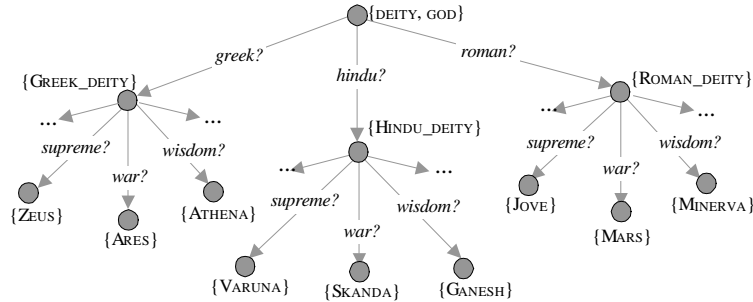 {DEITY, GOD}
greek?
hindu?
roman?
{GREEK_DEITY}
{ROMAN_DEITY}
{HINDU_DEITY}
...
...
supreme?
war?
wisdom?
{ZEUS}
{ARES}
{ATHENA}
...
...
supreme?
war?
wisdom?
{VARUNA}
{SKANDA}
{GANESH}
...
...
supreme?
war?
wisdom?
{JOVE}
{MARS}
{MINERVA}